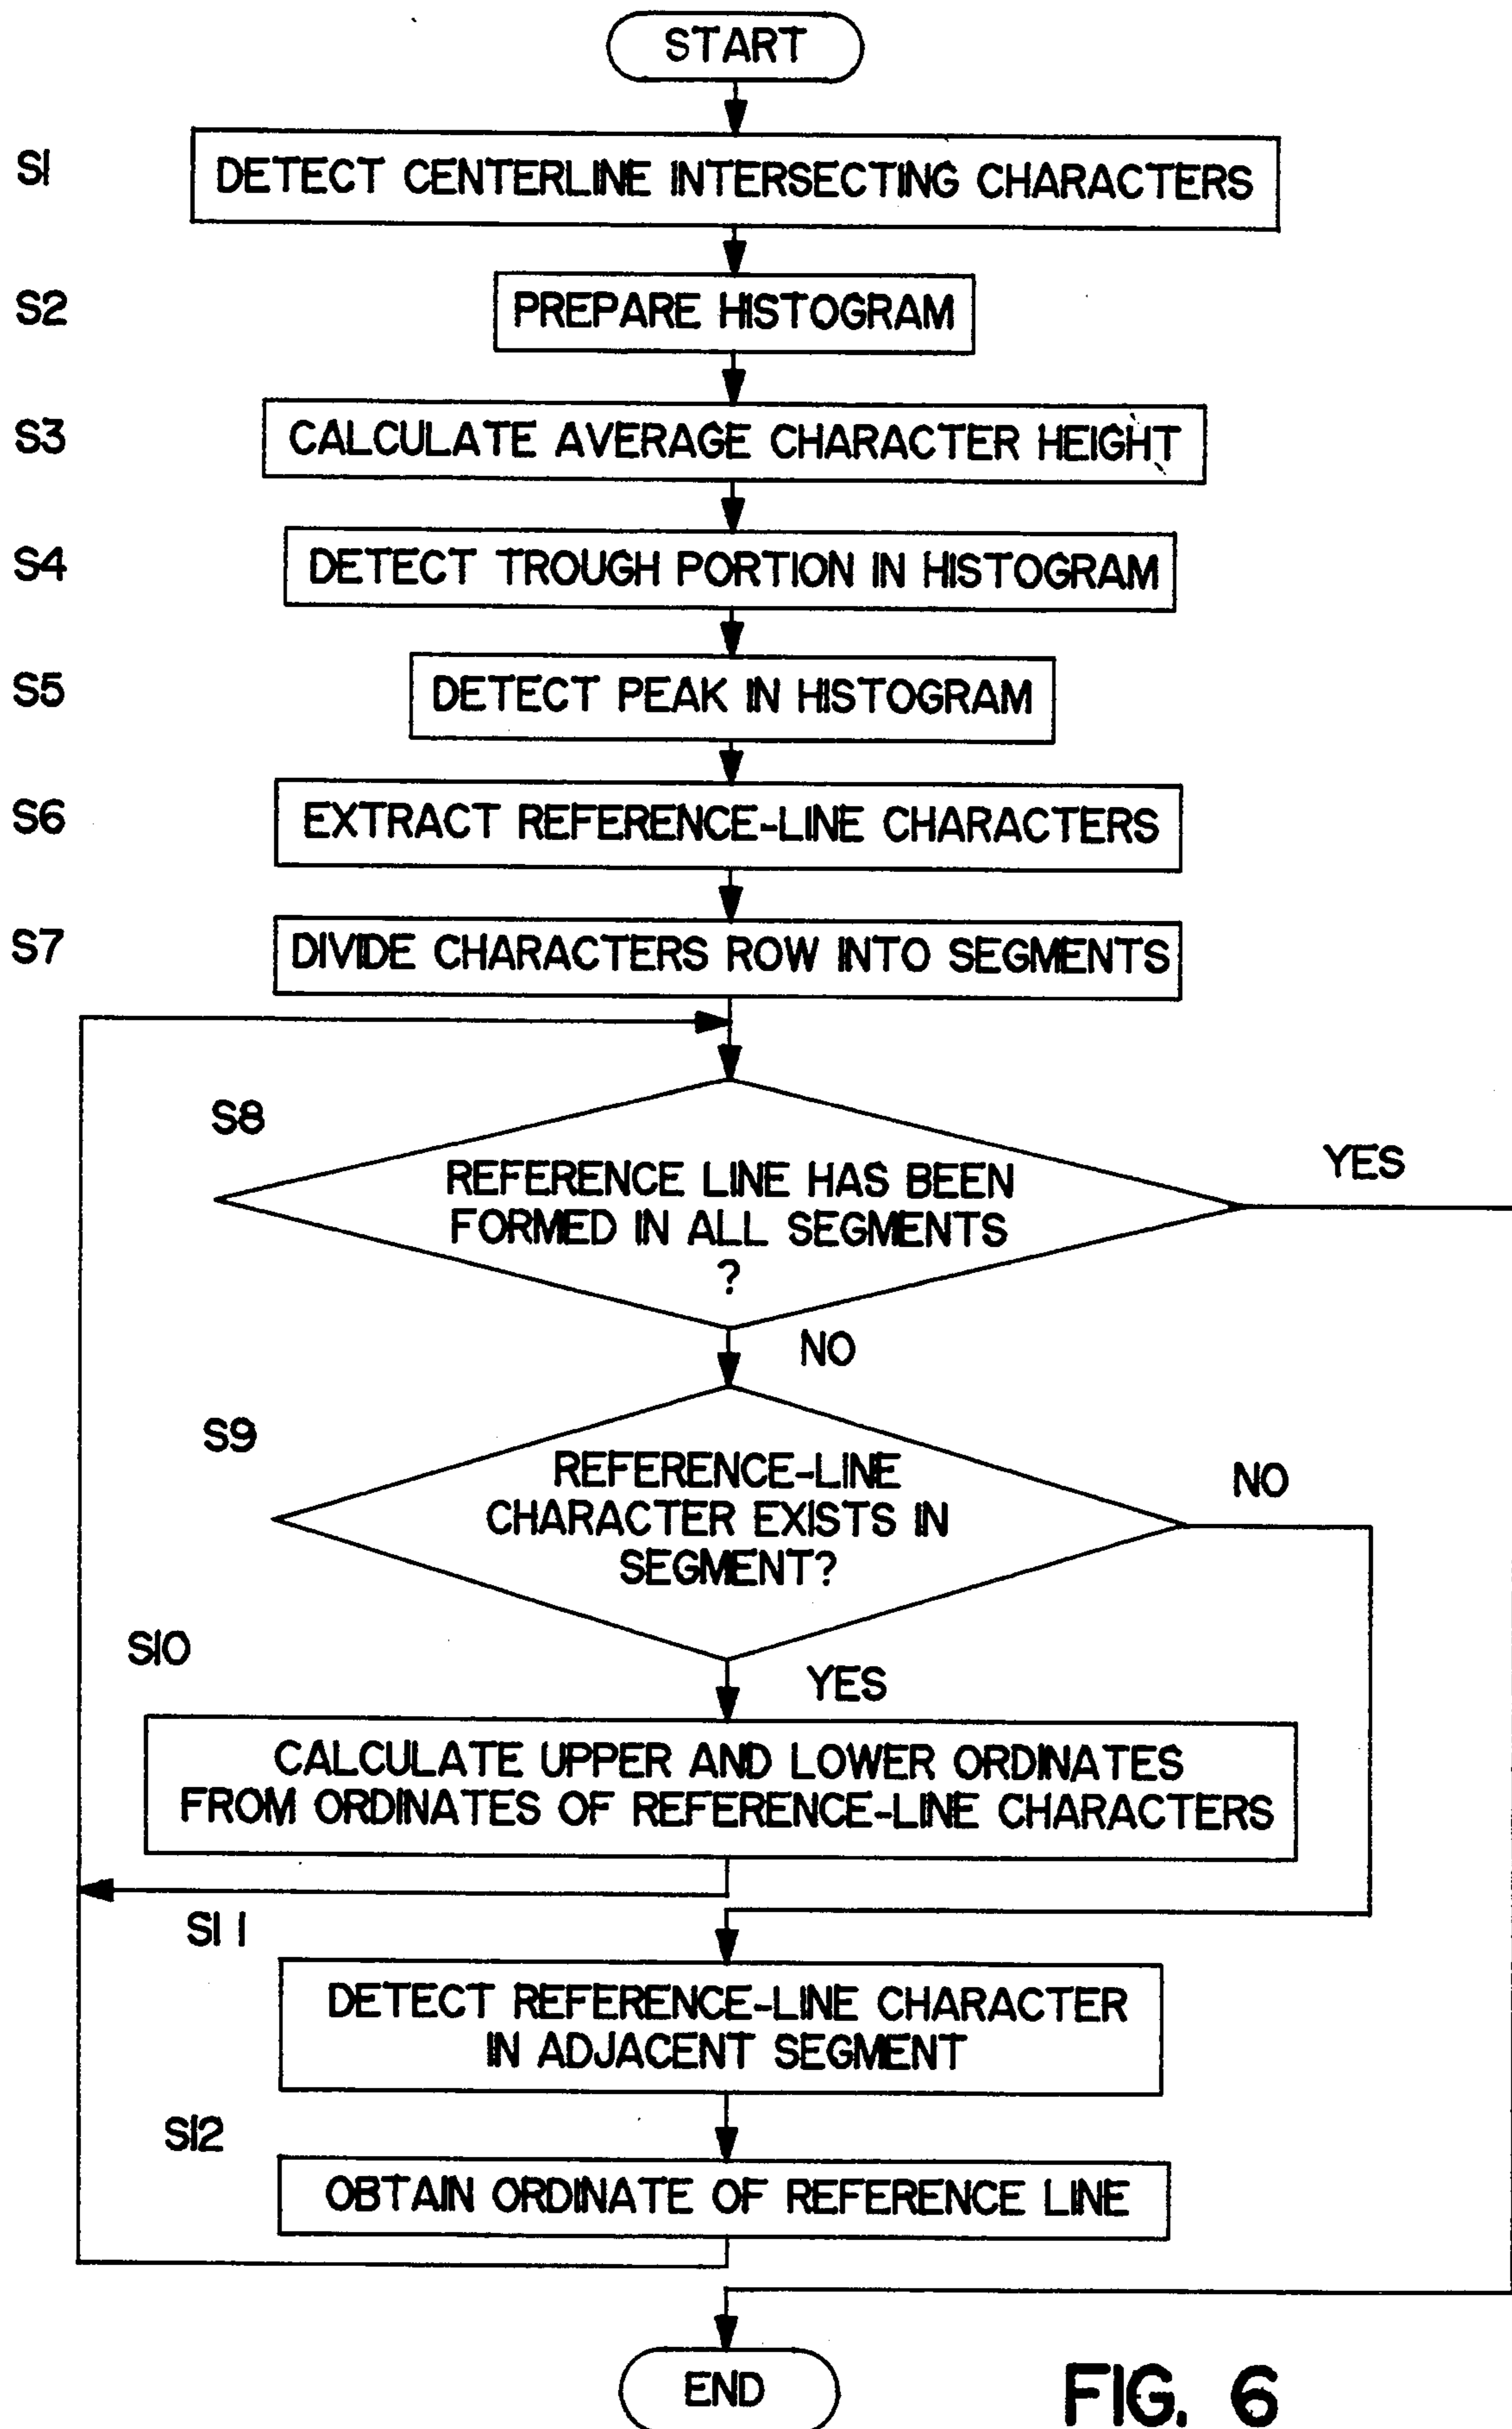 START
S1
DETECT CENTERLINE INTERSECTING CHARACTERS
S2
PREPARE HISTOGRAM
S3
CALCULATE AVERAGE CHARACTER HEIGHT
S4
DETECT TROUGH PORTION IN HISTOGRAM
S5
DETECT PEAK IN HISTOGRAM
S6
EXTRACT REFERENCE-LINE CHARACTERS
S7
DIVIDE CHARACTERS ROW INTO SEGMENTS
S8
REFERENCE LINE HAS BEEN
FORMED IN ALL SEGMENTS
?
YES
NO
S9
REFERENCE-LINE
CHARACTER EXISTS IN
SEGMENT?
NO
YES
S10
CALCULATE UPPER AND LOWER ORDINATES
FROM ORDINATES OF REFERENCE-LINE CHARACTERS
S11
DETECT REFERENCE-LINE CHARACTER
IN ADJACENT SEGMENT
S12
OBTAIN ORDINATE OF REFERENCE LINE
END
FIG. 6